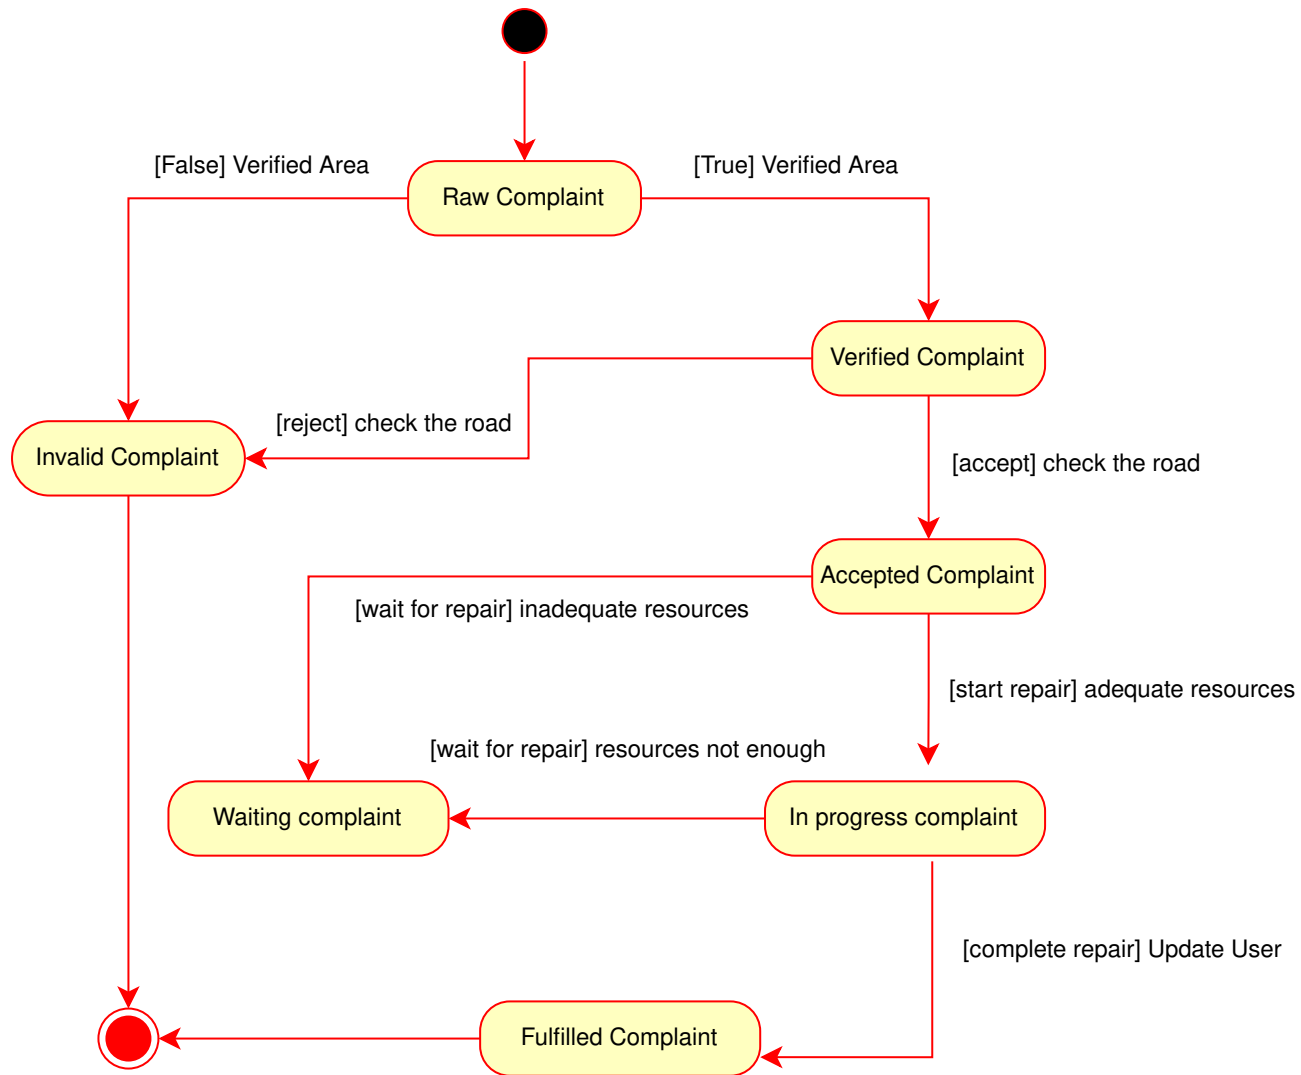 [False] Verified Area
[True] Verified Area
Raw Complaint
Verified Complaint
[reject] check the road
Invalid Complaint
[accept] check the road
Accepted Complaint
[wait for repair] inadequate resources
[start repair] adequate resources
[wait for repair] resources not enough
Waiting complaint
In progress complaint
[complete repair] Update User
Fulfilled Complaint